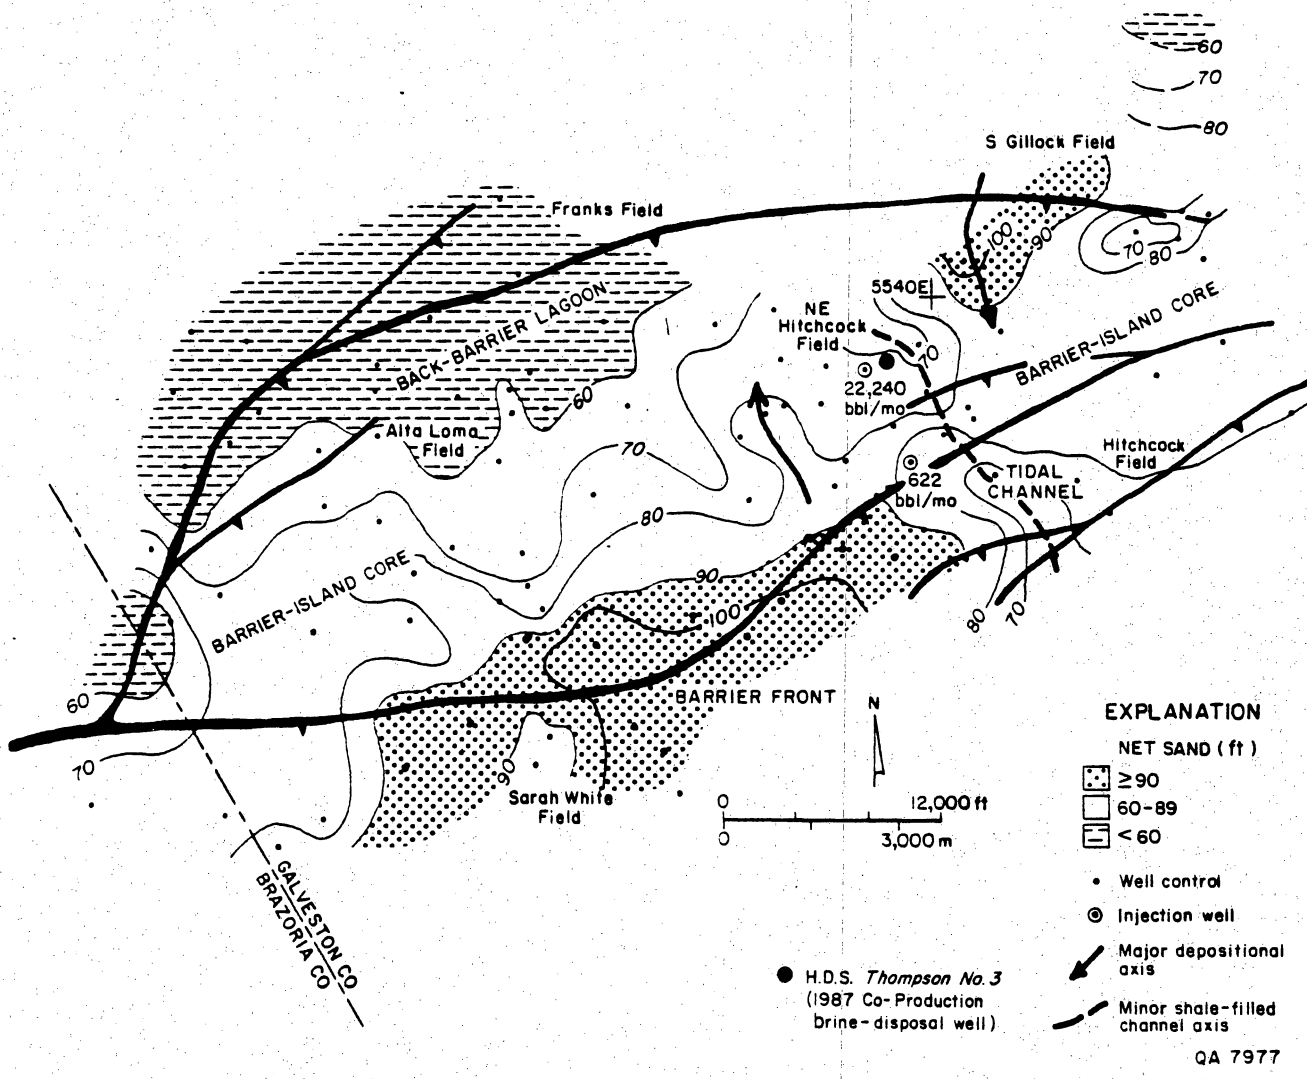 60
70
80
S Gillock Field
Franks Field
100
90
70
80
5540E
NE
Hitchcock
Field
70
BACK-BARRIER LAGOON
BARRIER-ISLAND CORE
22,240
bbl/mo
60
Alta Loma
Field
70
Hitchcock
Field
TIDAL
CHANNEL
622
bbl/mo
80
BARRIER-ISLAND CORE
90
100
80
70
60
70
BARRIER FRONT
90
Sarah White
Field
N
0
12,000 ft
0
3,000 m
GALVESTON CO
BRAZORIA CO
EXPLANATION
NET SAND (ft)
≥90
60-89
<60
Well control
Injection well
Major depositional
axis
Minor shale-filled
channel axis
H.D.S. Thompson No. 3
(1987 Co-Production
brine-disposal well)
QA 7977